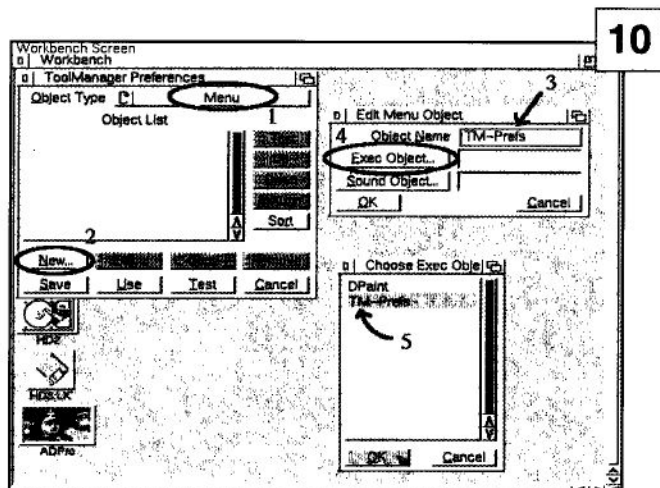 10
Workbench Screen
Workbench
ToolManager Preferences
Object Type Menu
1
Object List
Sort
2
New...
Save Use Test Cancel
3
Edit Menu Object
4
Object Name TM-Prefs
Exec Object...
Sound Object...
OK Cancel
Choose Exec Obje
DPaint
TM-Prefs
5
OK Cancel
ADPro